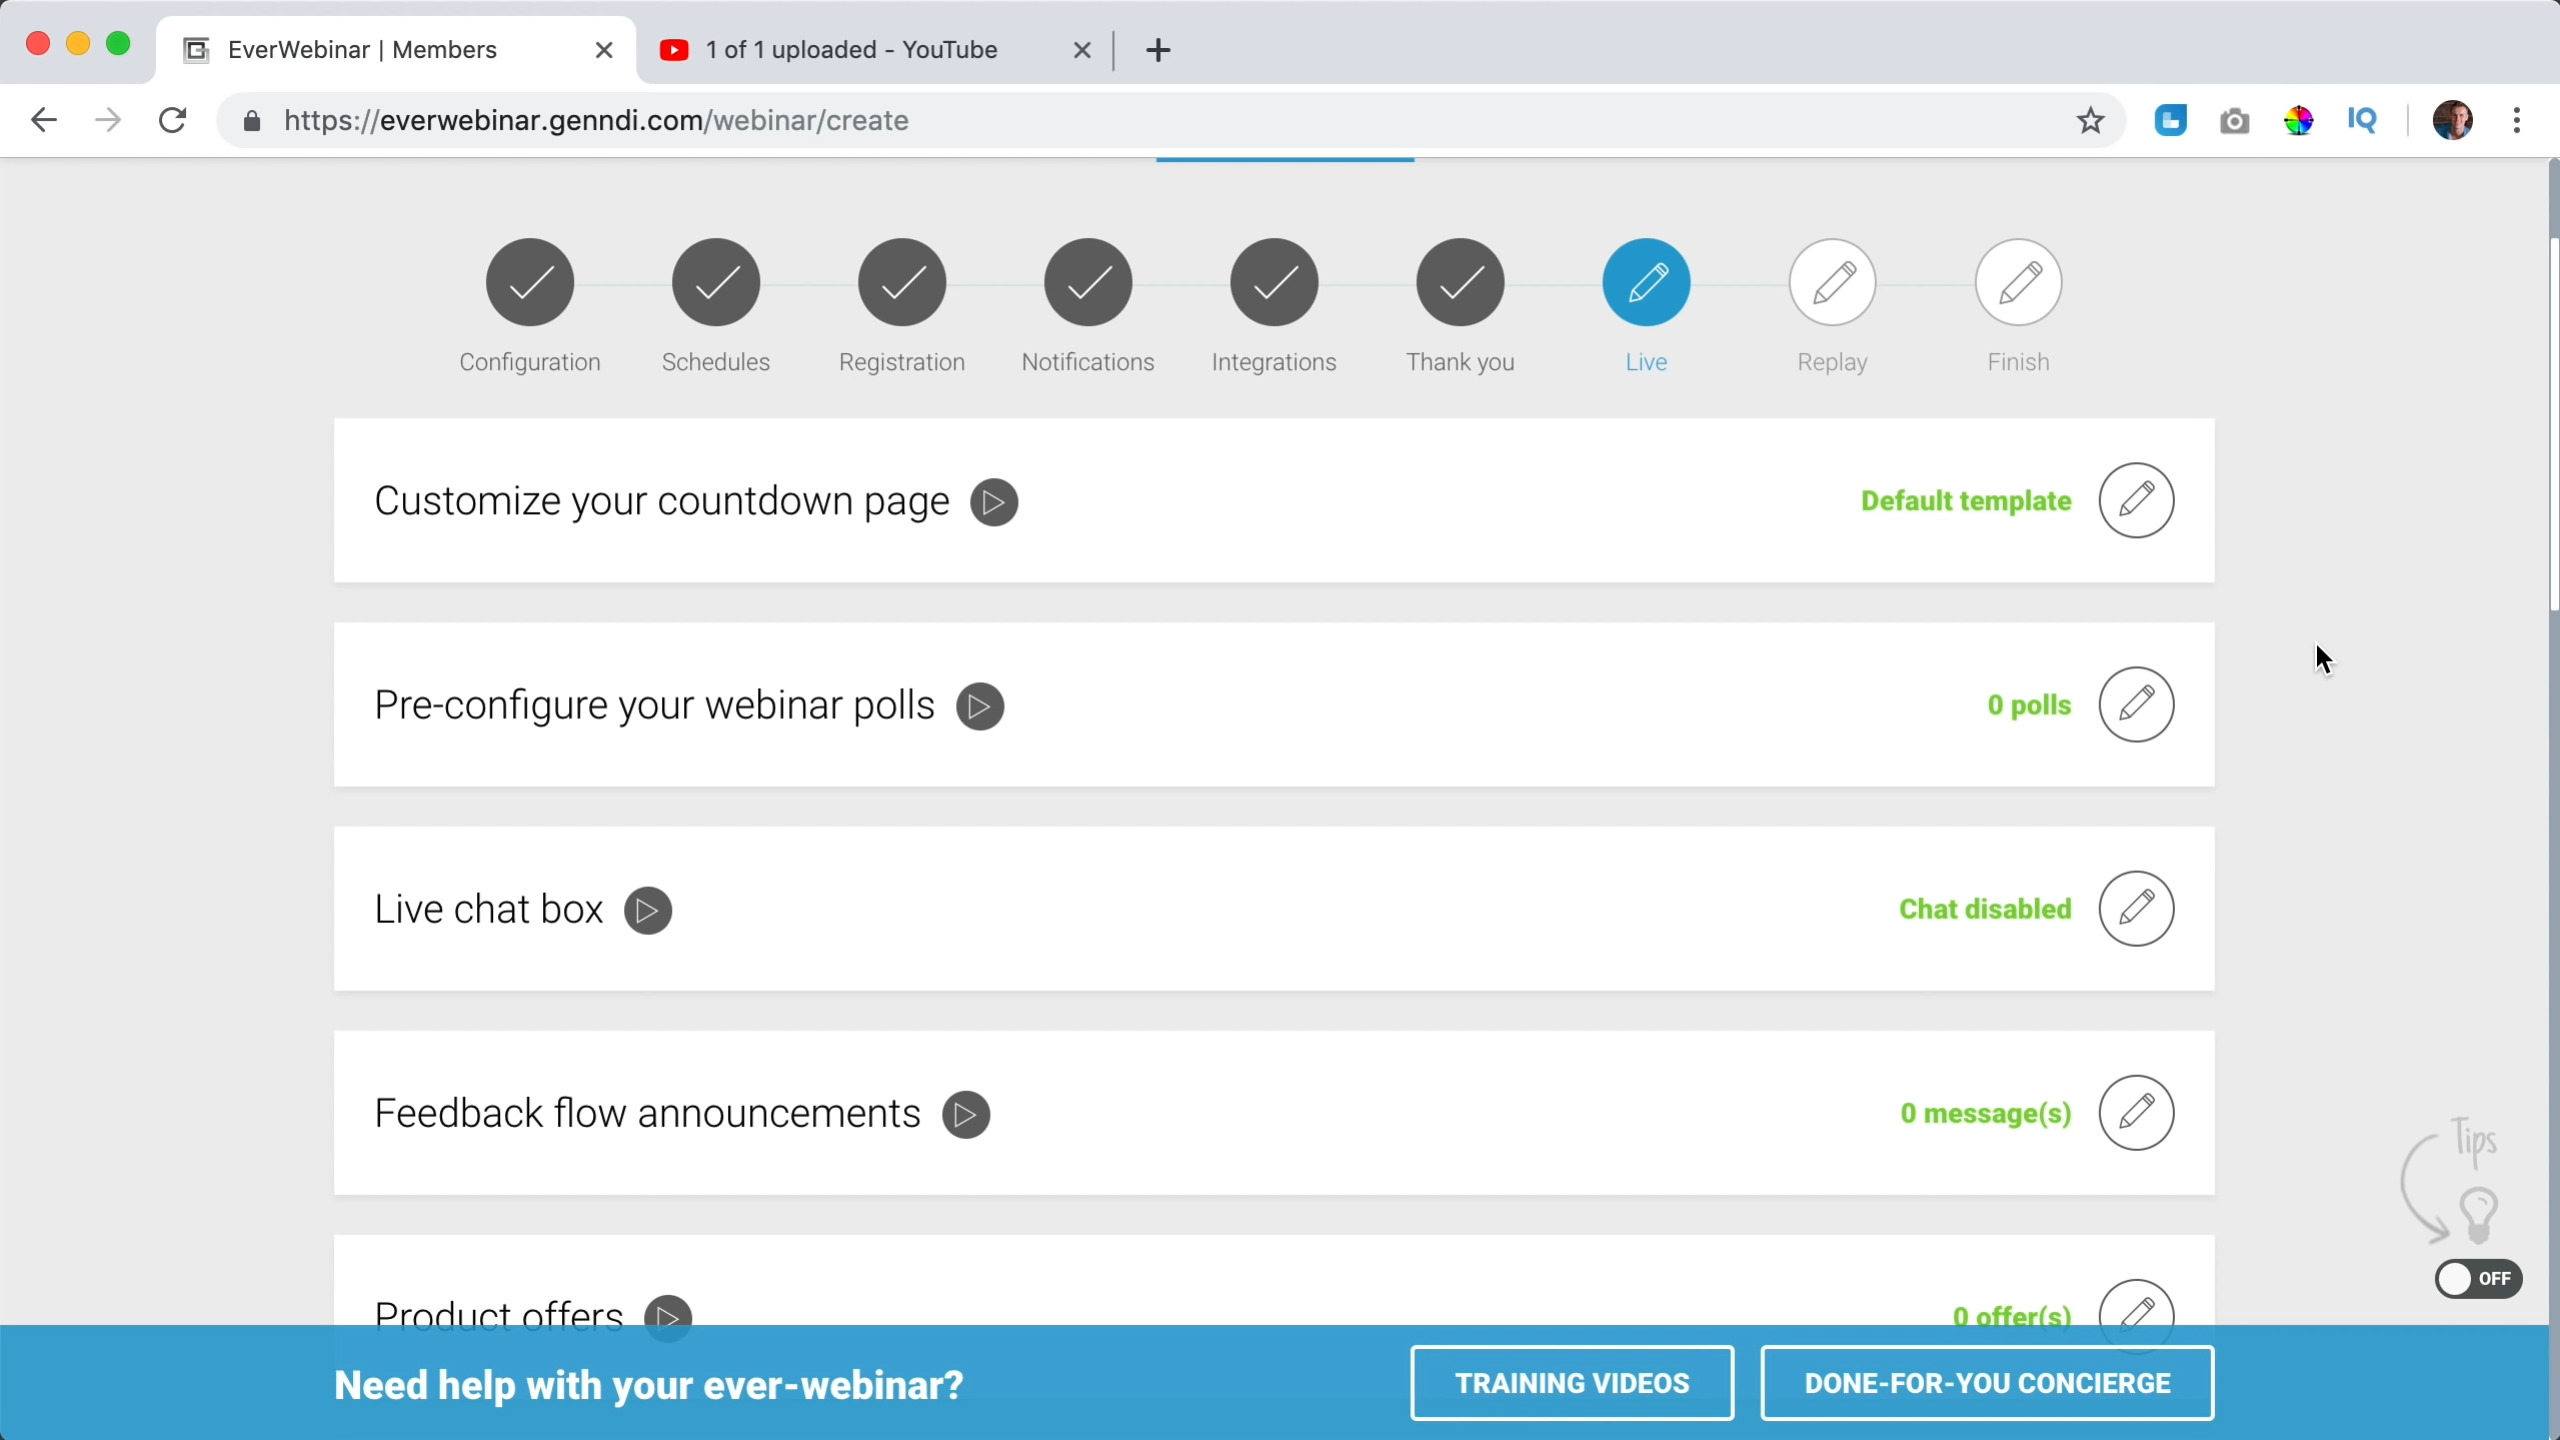 EverWebinar | Members
1 of 1 uploaded - YouTube
https://everwebinar.genndi.com/webinar/create
IQ
Configuration
Schedules
Registration
Notifications
Integrations
Thank you
Live
Replay
Finish
Customize your countdown page
Default template
Pre-configure your webinar polls
0 polls
Live chat box
Chat disabled
Feedback flow announcements
0 message(s)
Tips
OFF
Product offers
0 offer(s)
Need help with your ever-webinar?
TRAINING VIDEOS
DONE-FOR-YOU CONCIERGE